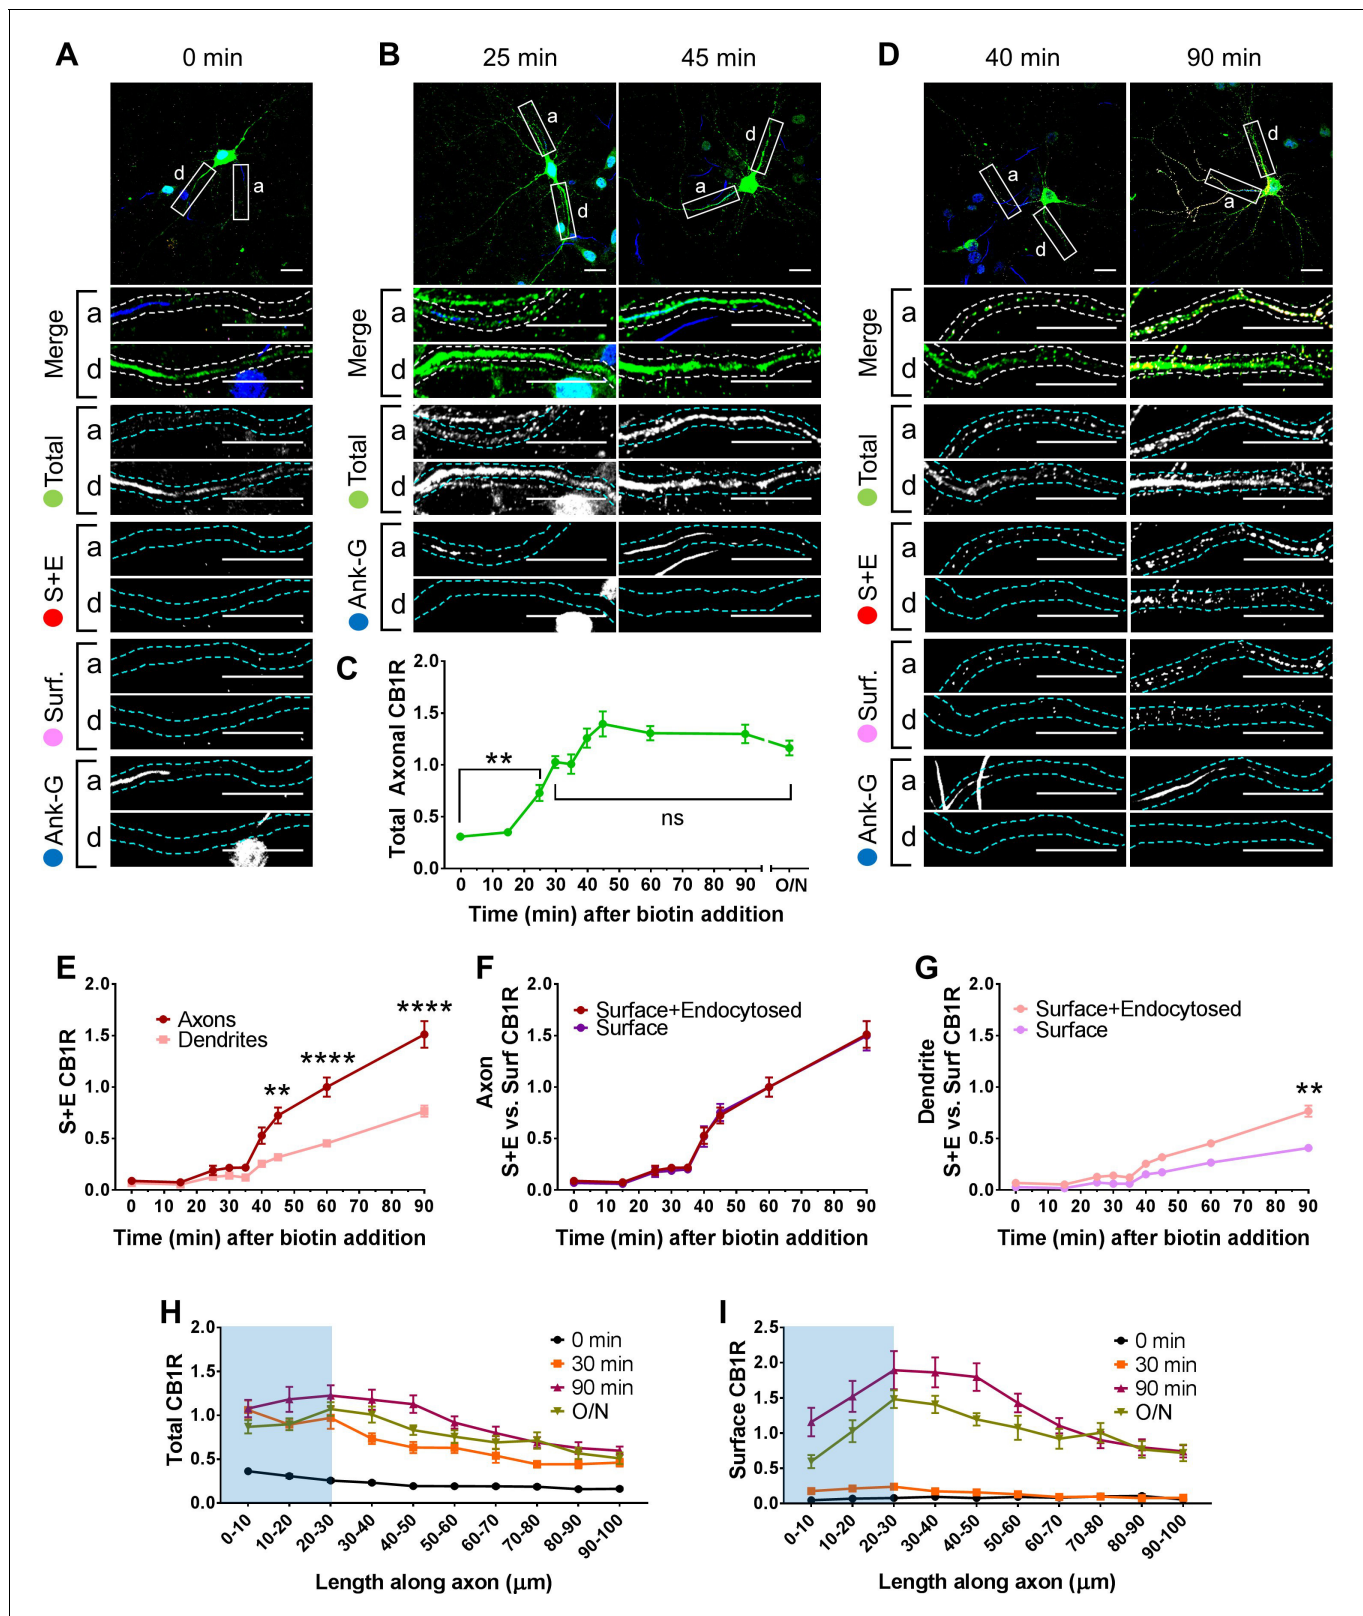 A
0 min
a
d
Merge
a
d
Total
a
d
S+E
a
d
Surf.
a
d
Ank-G
a
d
B
25 min
45 min
a
d
d
a
Merge
a
d
Total
a
d
Ank-G
a
d
C
2.0
1.5
1.0
0.5
0.0
Total Axonal CB1R
**
ns
0 10 20 30 40 50 60 70 80 90 O/N
Time (min) after biotin addition
D
40 min
90 min
a
d
d
a
Merge
a
d
Total
a
d
S+E
a
d
Surf.
a
d
Ank-G
a
d
E
2.0
1.5
1.0
0.5
0.0
S+E CB1R
Axons
Dendrites
**
****
****
0 10 20 30 40 50 60 70 80 90
Time (min) after biotin addition
F
2.0
1.5
1.0
0.5
0.0
Axon
S+E vs. Surf CB1R
Surface+Endocytosed
Surface
0 10 20 30 40 50 60 70 80 90
Time (min) after biotin addition
G
2.0
1.5
1.0
0.5
0.0
Dendrite
S+E vs. Surf CB1R
Surface+Endocytosed
Surface
**
0 10 20 30 40 50 60 70 80 90
Time (min) after biotin addition
H
2.0
1.5
1.0
0.5
0.0
Total CB1R
0 min
30 min
90 min
O/N
0-10 10-20 20-30 30-40 40-50 50-60 60-70 70-80 80-90 90-100
Length along axon (μm)
I
2.5
2.0
1.5
1.0
0.5
0.0
Surface CB1R
0 min
30 min
90 min
O/N
0-10 10-20 20-30 30-40 40-50 50-60 60-70 70-80 80-90 90-100
Length along axon (μm)